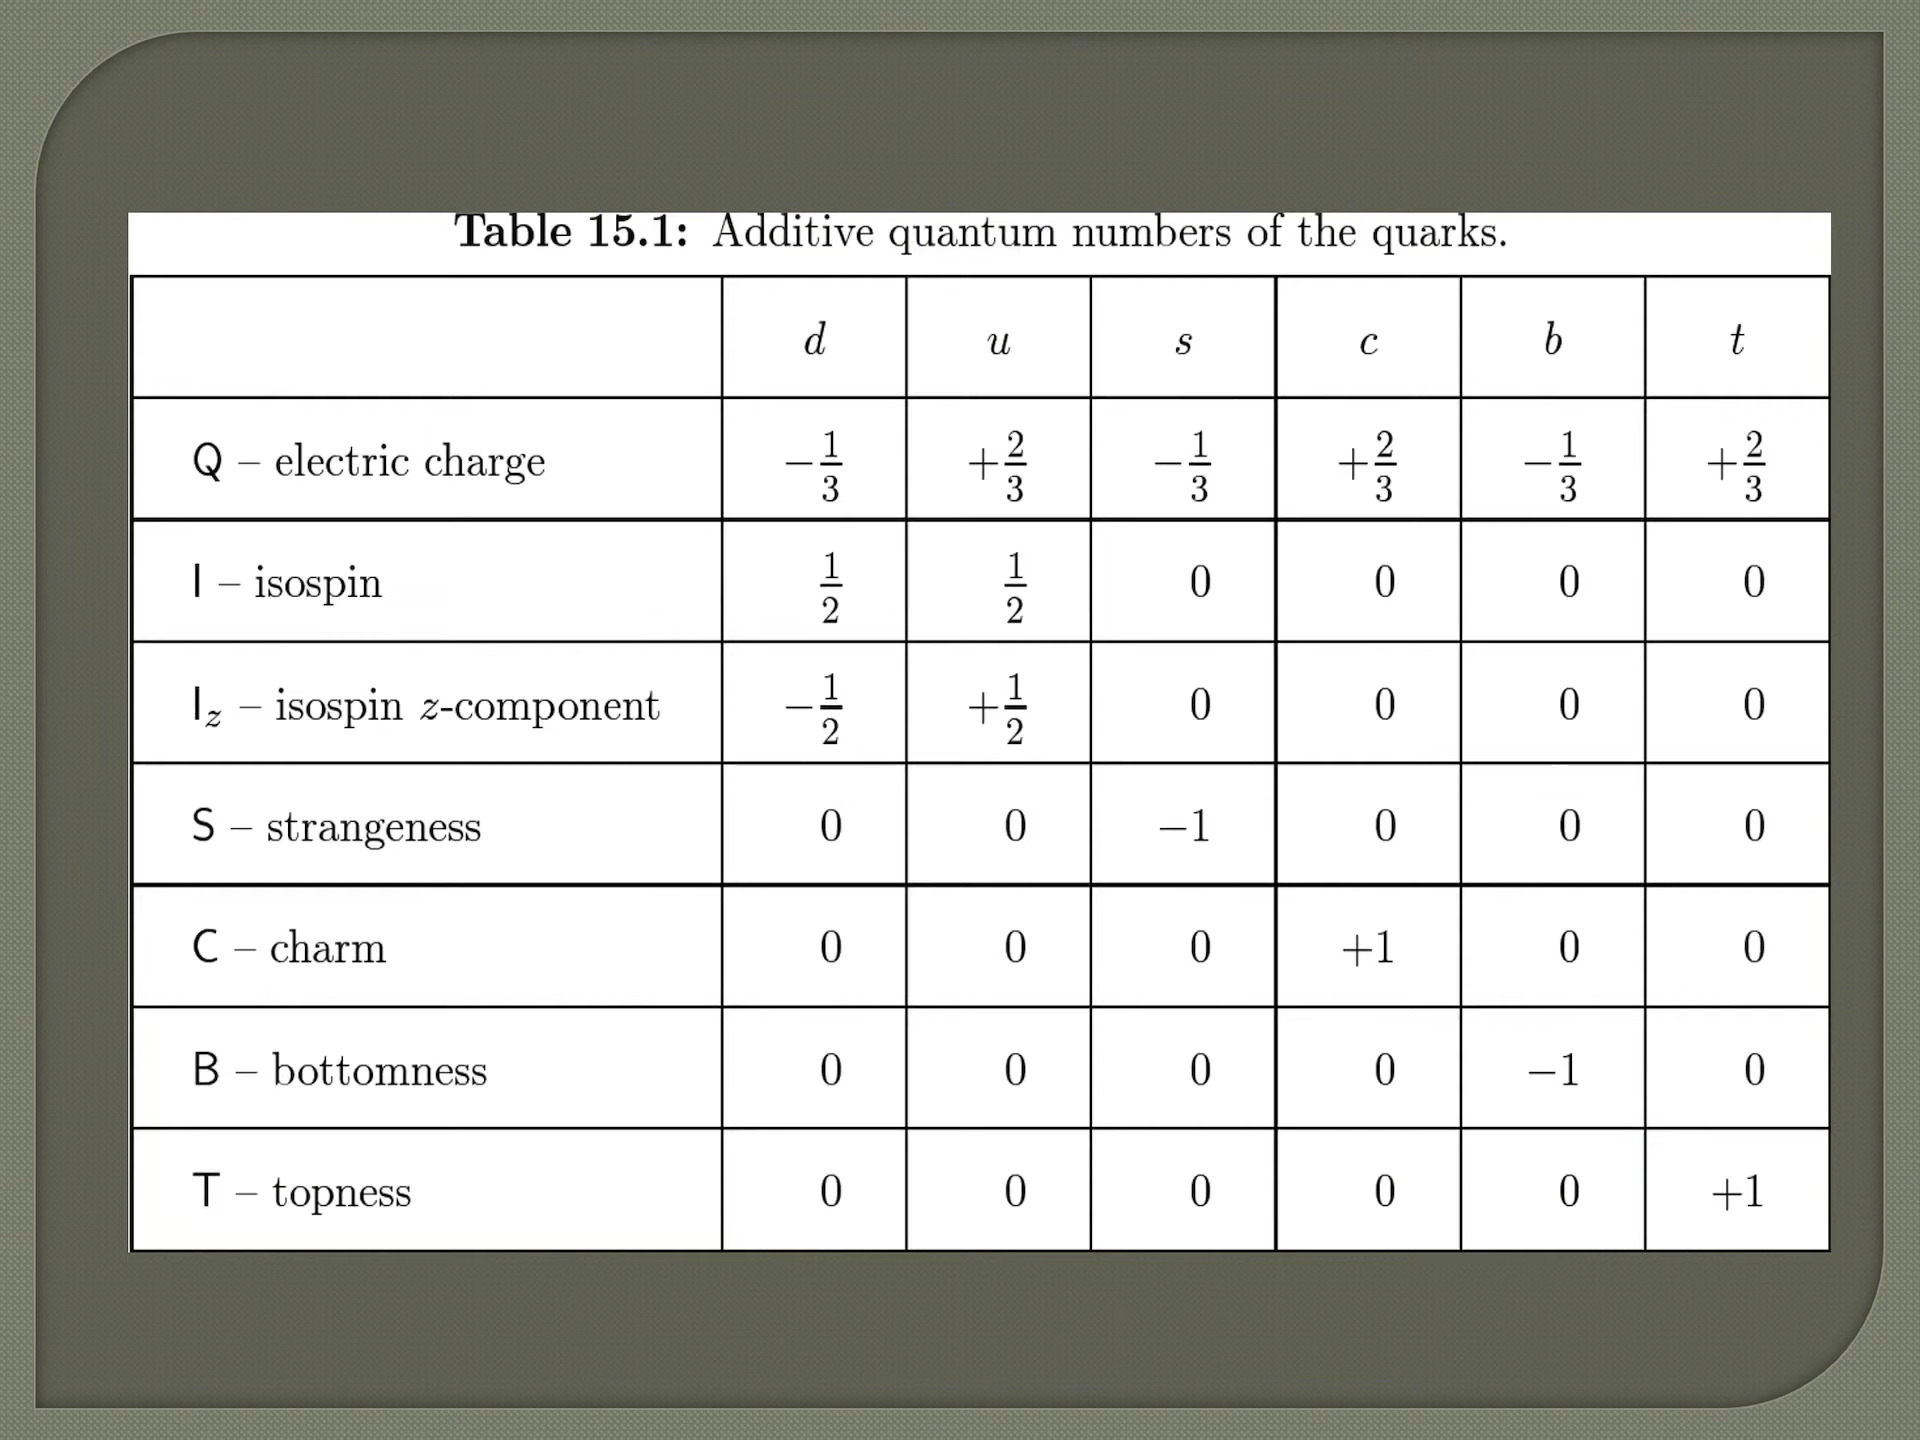 Table 15.1: Additive quantum numbers of the quarks.
d u s c b t
Q – electric charge −1/3 +2/3 −1/3 +2/3 −1/3 +2/3
I – isospin 1/2 1/2 0 0 0 0
I_z – isospin z-component −1/2 +1/2 0 0 0 0
S – strangeness 0 0 −1 0 0 0
C – charm 0 0 0 +1 0 0
B – bottomness 0 0 0 0 −1 0
T – topness 0 0 0 0 0 +1